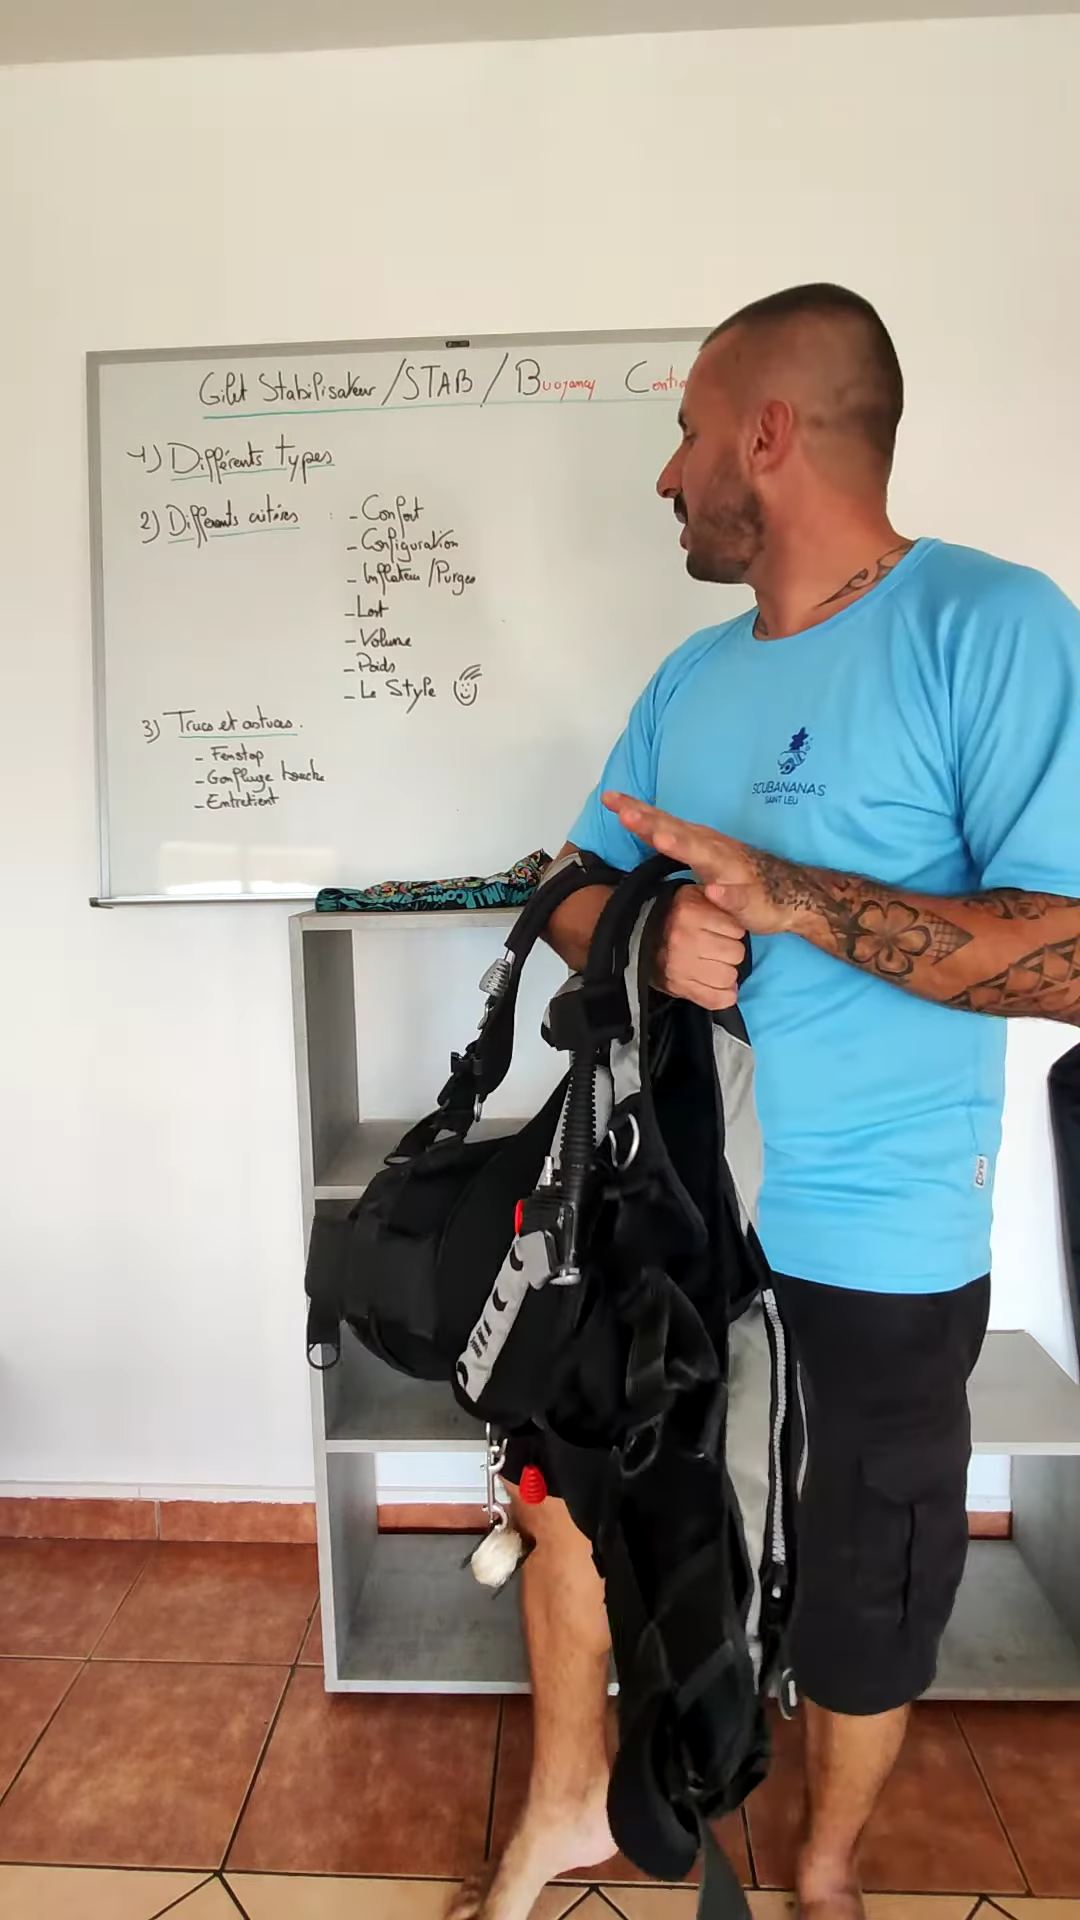 Gilet Stabilisateur / STAB / Buoyancy Contro
1) Différents types
2) Différents critères :
- Confort
- Configuration
- Inflateur / Purges
- Lest
- Volume
- Poids
- Le Style
3) Trucs et astuces.
- Fenstop
- Gonflage bouche
- Entretient
SCUBANANAS
SAINT LEU